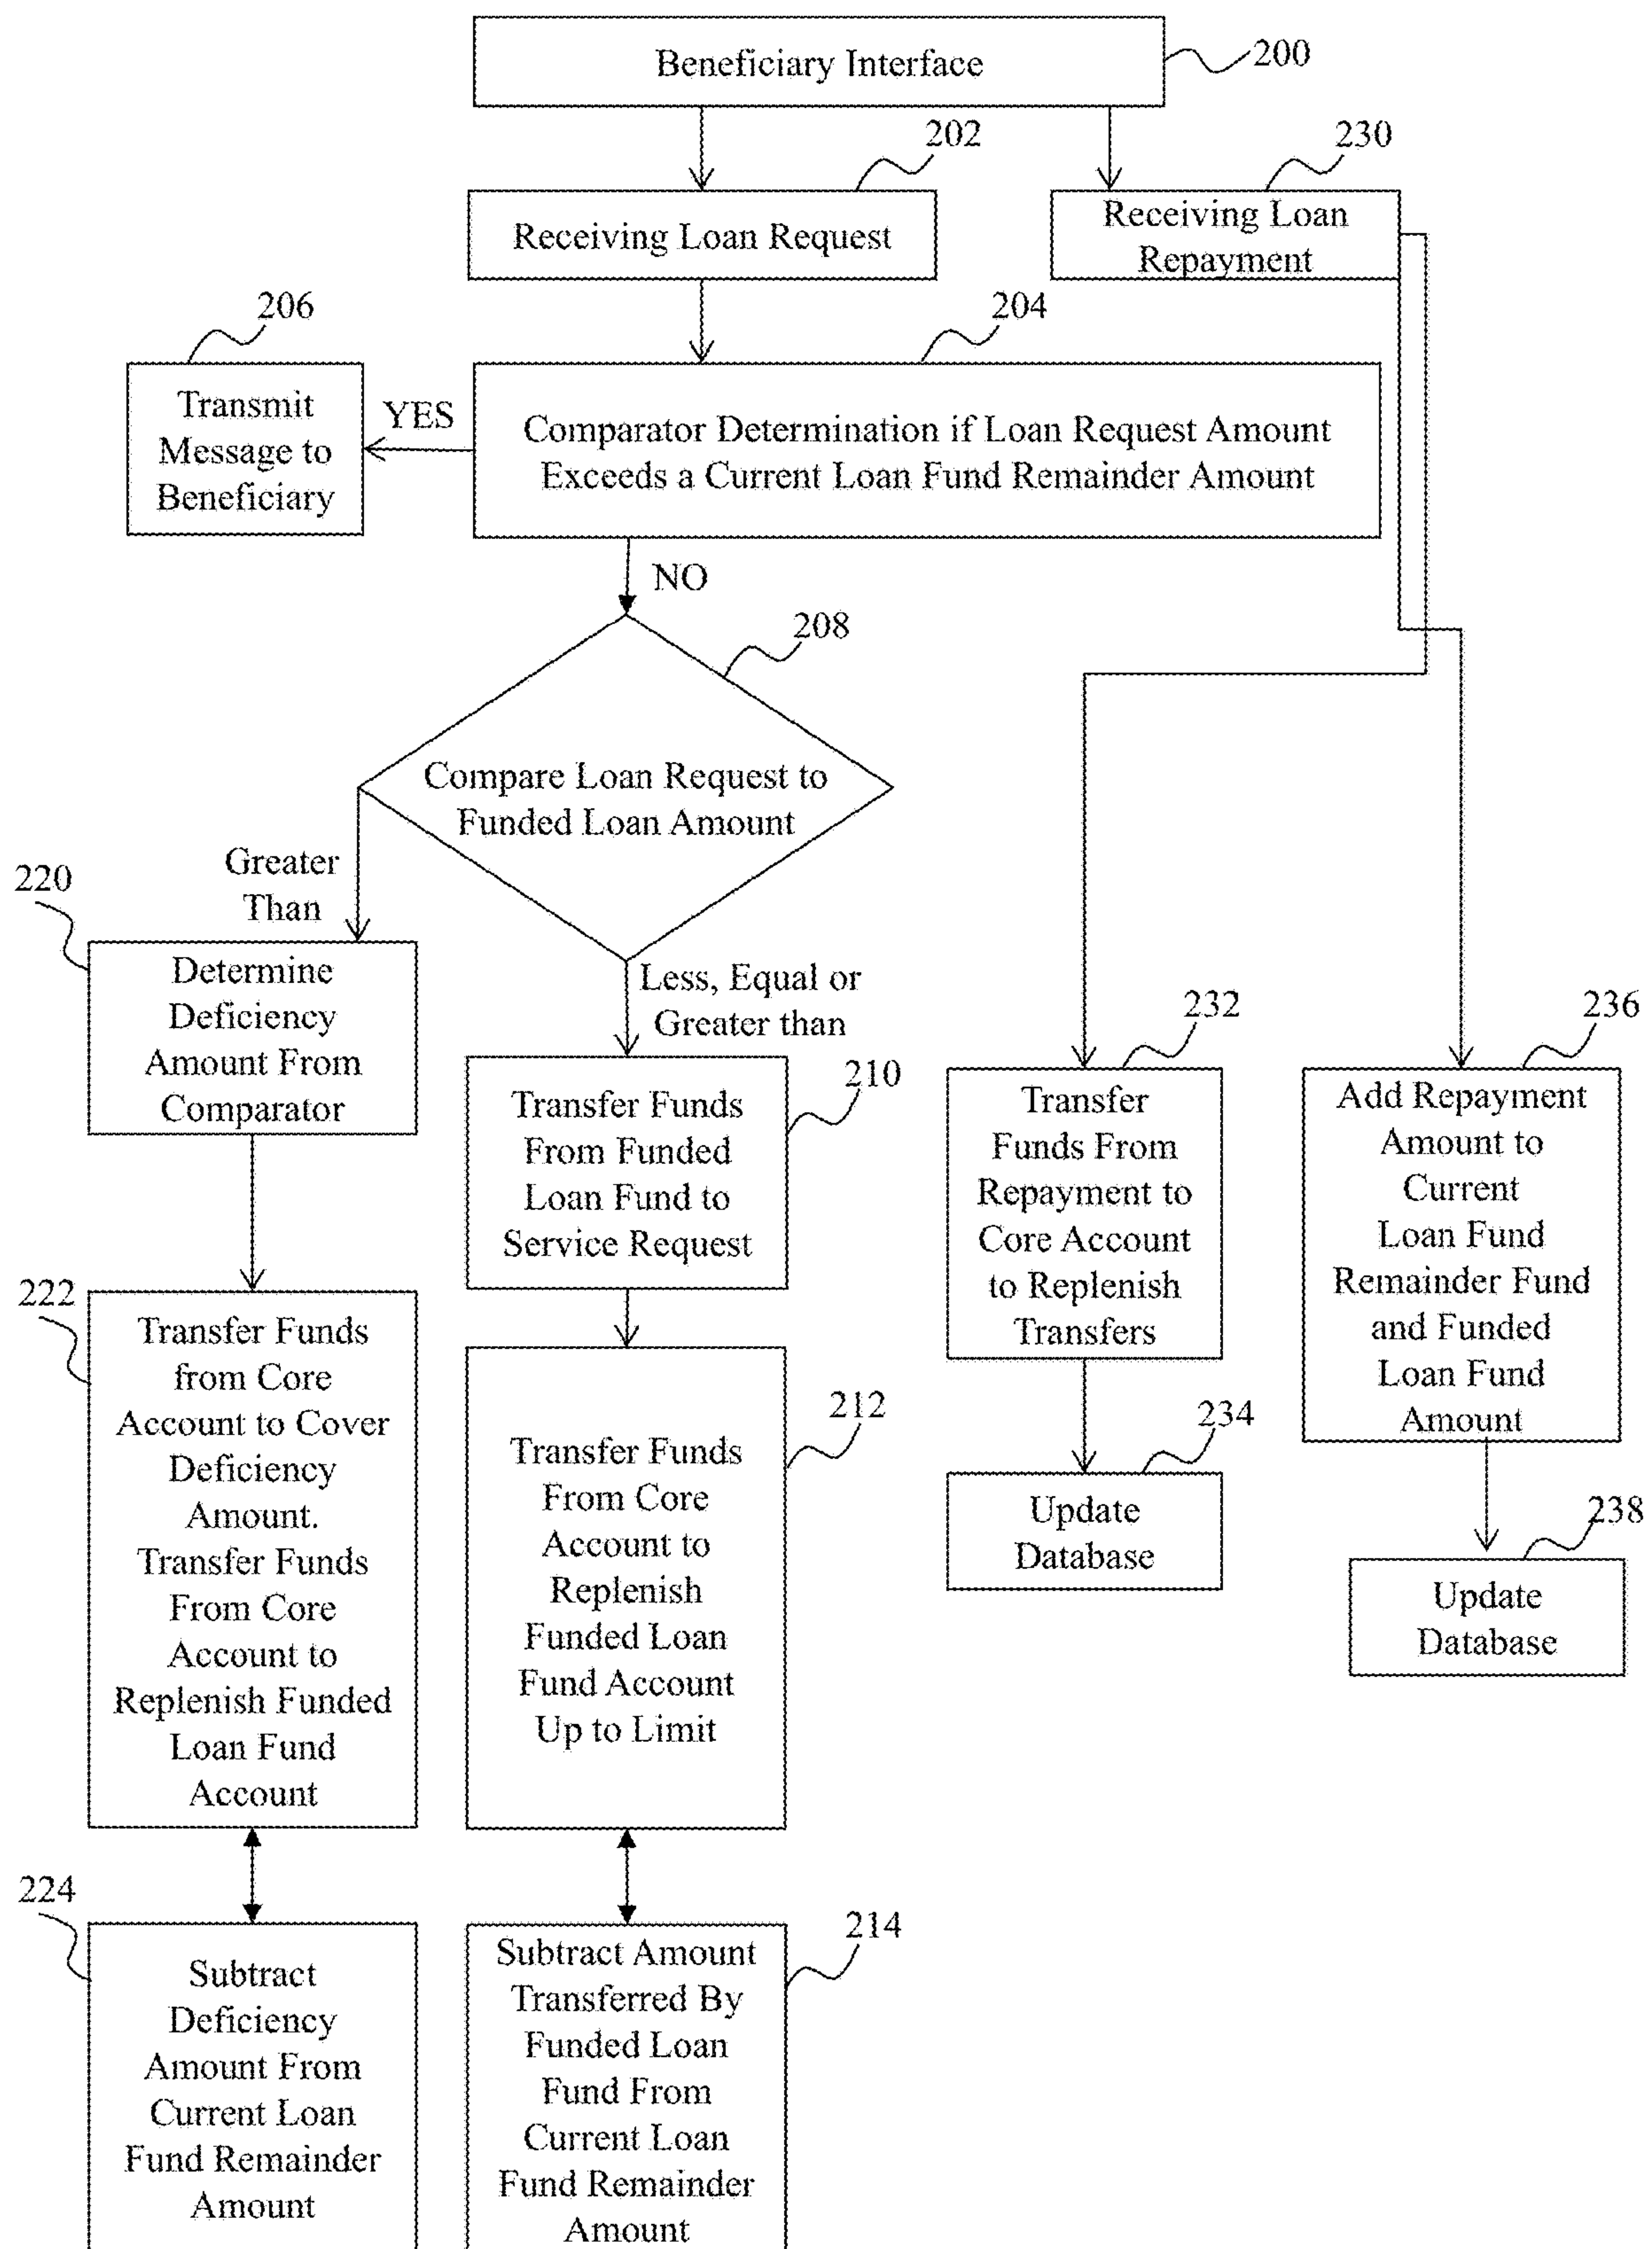 Beneficiary Interface
200
202
230
Receiving Loan Request
Receiving Loan
Repayment
206
204
Transmit
Message to
Beneficiary
YES
Comparator Determination if Loan Request Amount
Exceeds a Current Loan Fund Remainder Amount
NO
208
Compare Loan Request to
Funded Loan Amount
Greater
Than
220
Determine
Deficiency
Amount From
Comparator
Less, Equal or
Greater than
210
Transfer Funds
From Funded
Loan Fund to
Service Request
232
Transfer
Funds From
Repayment to
Core Account
to Replenish
Transfers
236
Add Repayment
Amount to
Current
Loan Fund
Remainder Fund
and Funded
Loan Fund
Amount
222
Transfer Funds
from Core
Account to Cover
Deficiency
Amount.
Transfer Funds
From Core
Account to
Replenish Funded
Loan Fund
Account
212
Transfer Funds
From Core
Account to
Replenish
Funded Loan
Fund Account
Up to Limit
234
Update
Database
238
Update
Database
224
Subtract
Deficiency
Amount From
Current Loan
Fund Remainder
Amount
214
Subtract Amount
Transferred By
Funded Loan
Fund From
Current Loan
Fund Remainder
Amount